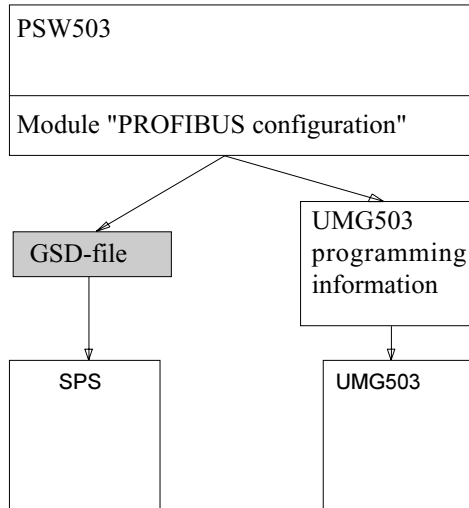 PSW503
Module "PROFIBUS configuration"
GSD-file
UMG503
programming
information
SPS
UMG503